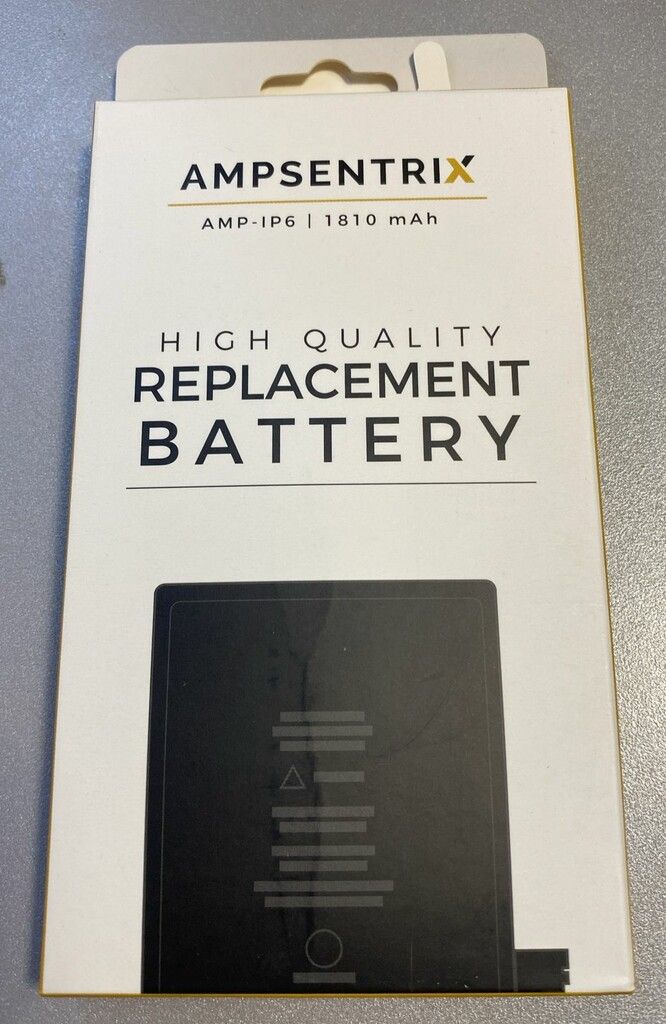 AMPSENTRIX
AMP-IP6 | 1810 mAh
HIGH QUALITY
REPLACEMENT
BATTERY